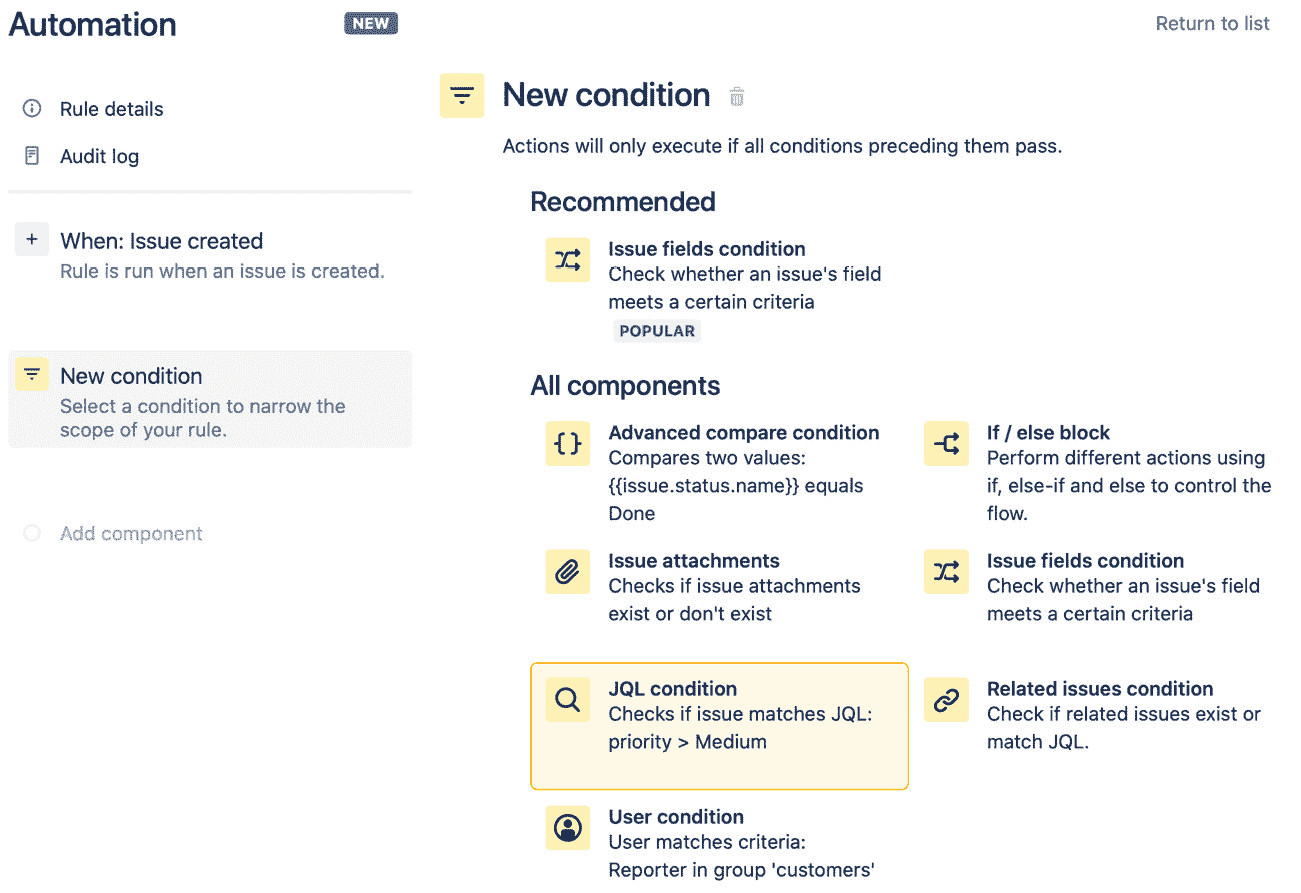 Automation
NEW
Return to list
Rule details
Audit log
When: Issue created
Rule is run when an issue is created.
New condition
Select a condition to narrow the
scope of your rule.
Add component
New condition
Actions will only execute if all conditions preceding them pass.
Recommended
Issue fields condition
Check whether an issue's field
meets a certain criteria
POPULAR
All components
Advanced compare condition
Compares two values:
{{issue.status.name}} equals
Done
If / else block
Perform different actions using
if, else-if and else to control the
flow.
Issue attachments
Checks if issue attachments
exist or don't exist
Issue fields condition
Check whether an issue's field
meets a certain criteria
JQL condition
Checks if issue matches JQL:
priority > Medium
Related issues condition
Check if related issues exist or
match JQL.
User condition
User matches criteria:
Reporter in group 'customers'